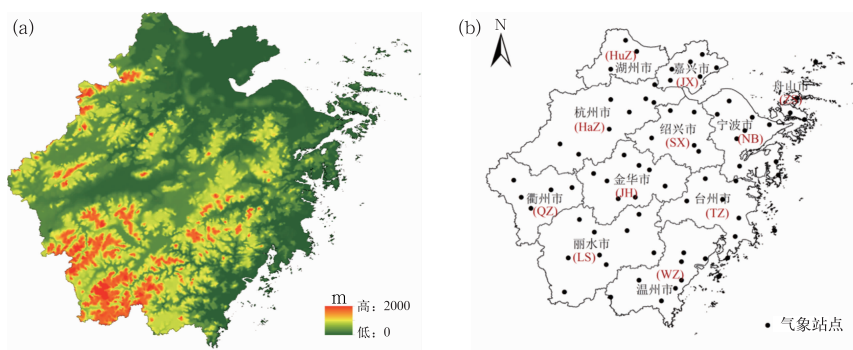 (a)
m
高: 2000
低: 0
(b)
N
(HuZ)
湖州市
嘉兴市
(JX)
舟山市
杭州市
(HaZ)
绍兴市
(SX)
宁波市
(NB)
金华市
(JH)
衢州市
(QZ)
台州市
(TZ)
丽水市
(LS)
(WZ)
温州市
气象站点